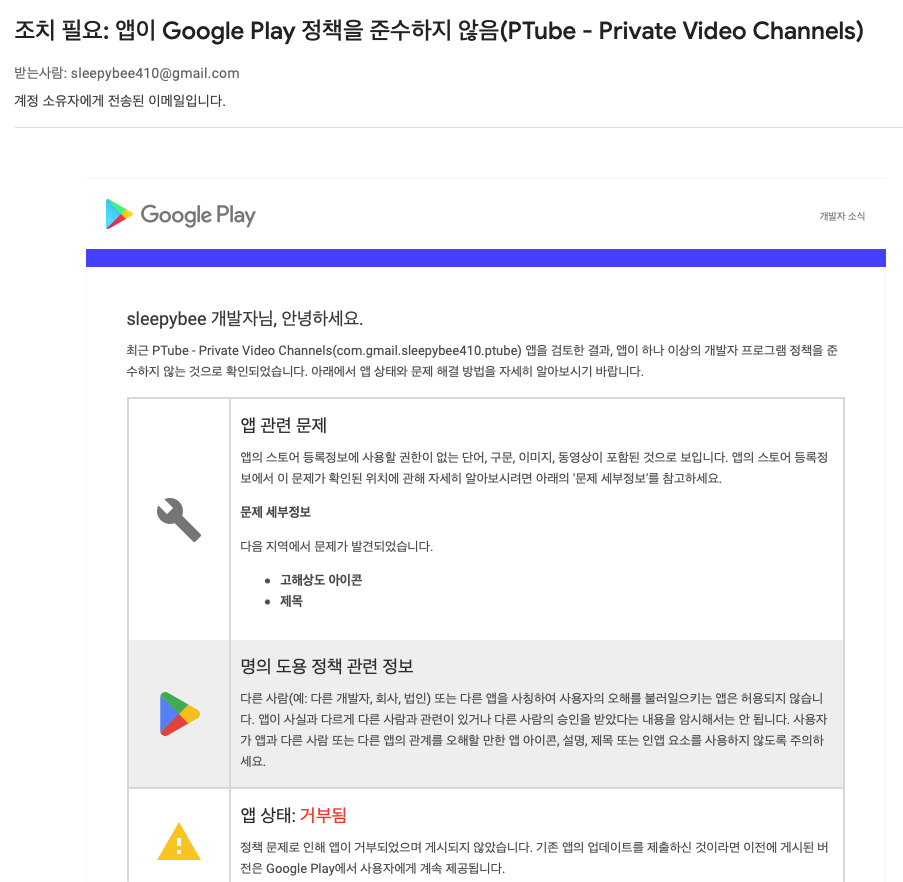 조치 필요: 앱이 Google Play 정책을 준수하지 않음(PTube - Private Video Channels)
받는사람: sleepybee410@gmail.com
계정 소유자에게 전송된 이메일입니다.
Google Play
개발자 소식
sleepybee 개발자님, 안녕하세요.
최근 PTube - Private Video Channels(com.gmail.sleepybee410.ptube) 앱을 검토한 결과, 앱이 하나 이상의 개발자 프로그램 정책을 준
수하지 않는 것으로 확인되었습니다. 아래에서 앱 상태와 문제 해결 방법을 자세히 알아보시기 바랍니다.
앱 관련 문제
앱의 스토어 등록정보에 사용할 권한이 없는 단어, 구문, 이미지, 동영상이 포함된 것으로 보입니다. 앱의 스토어 등록정
보에서 이 문제가 확인된 위치에 관해 자세히 알아보시려면 아래의 '문제 세부정보'를 참고하세요.
문제 세부정보
다음 지역에서 문제가 발견되었습니다.
• 고해상도 아이콘
• 제목
명의 도용 정책 관련 정보
다른 사람(예: 다른 개발자, 회사, 법인) 또는 다른 앱을 사칭하여 사용자의 오해를 불러일으키는 앱은 허용되지 않습니
다. 앱이 사실과 다르게 다른 사람과 관련이 있거나 다른 사람의 승인을 받았다는 내용을 암시해서는 안 됩니다. 사용자
가 앱과 다른 사람 또는 다른 앱의 관계를 오해할 만한 앱 아이콘, 설명, 제목 또는 인앱 요소를 사용하지 않도록 주의하
세요.
앱 상태: 거부됨
정책 문제로 인해 앱이 거부되었으며 게시되지 않았습니다. 기존 앱의 업데이트를 제출하신 것이라면 이전에 게시된 버
전은 Google Play에서 사용자에게 계속 제공됩니다.